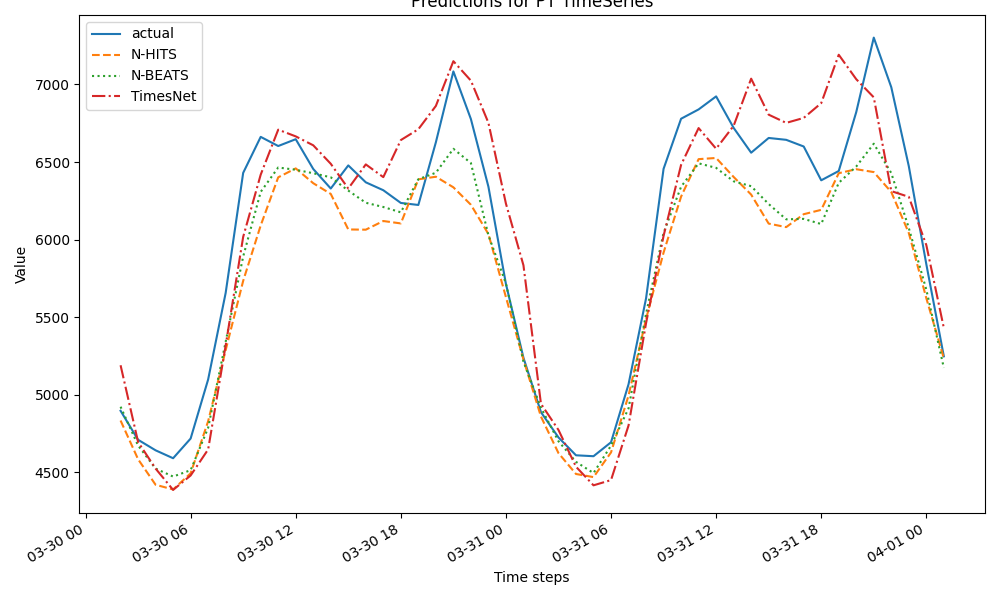 Predictions for PT TimeSeries
actual
N-HITS
N-BEATS
TimesNet
Value
7000
6500
6000
5500
5000
4500
03-30 00
03-30 06
03-30 12
03-30 18
03-31 00
03-31 06
03-31 12
03-31 18
04-01 00
Time steps